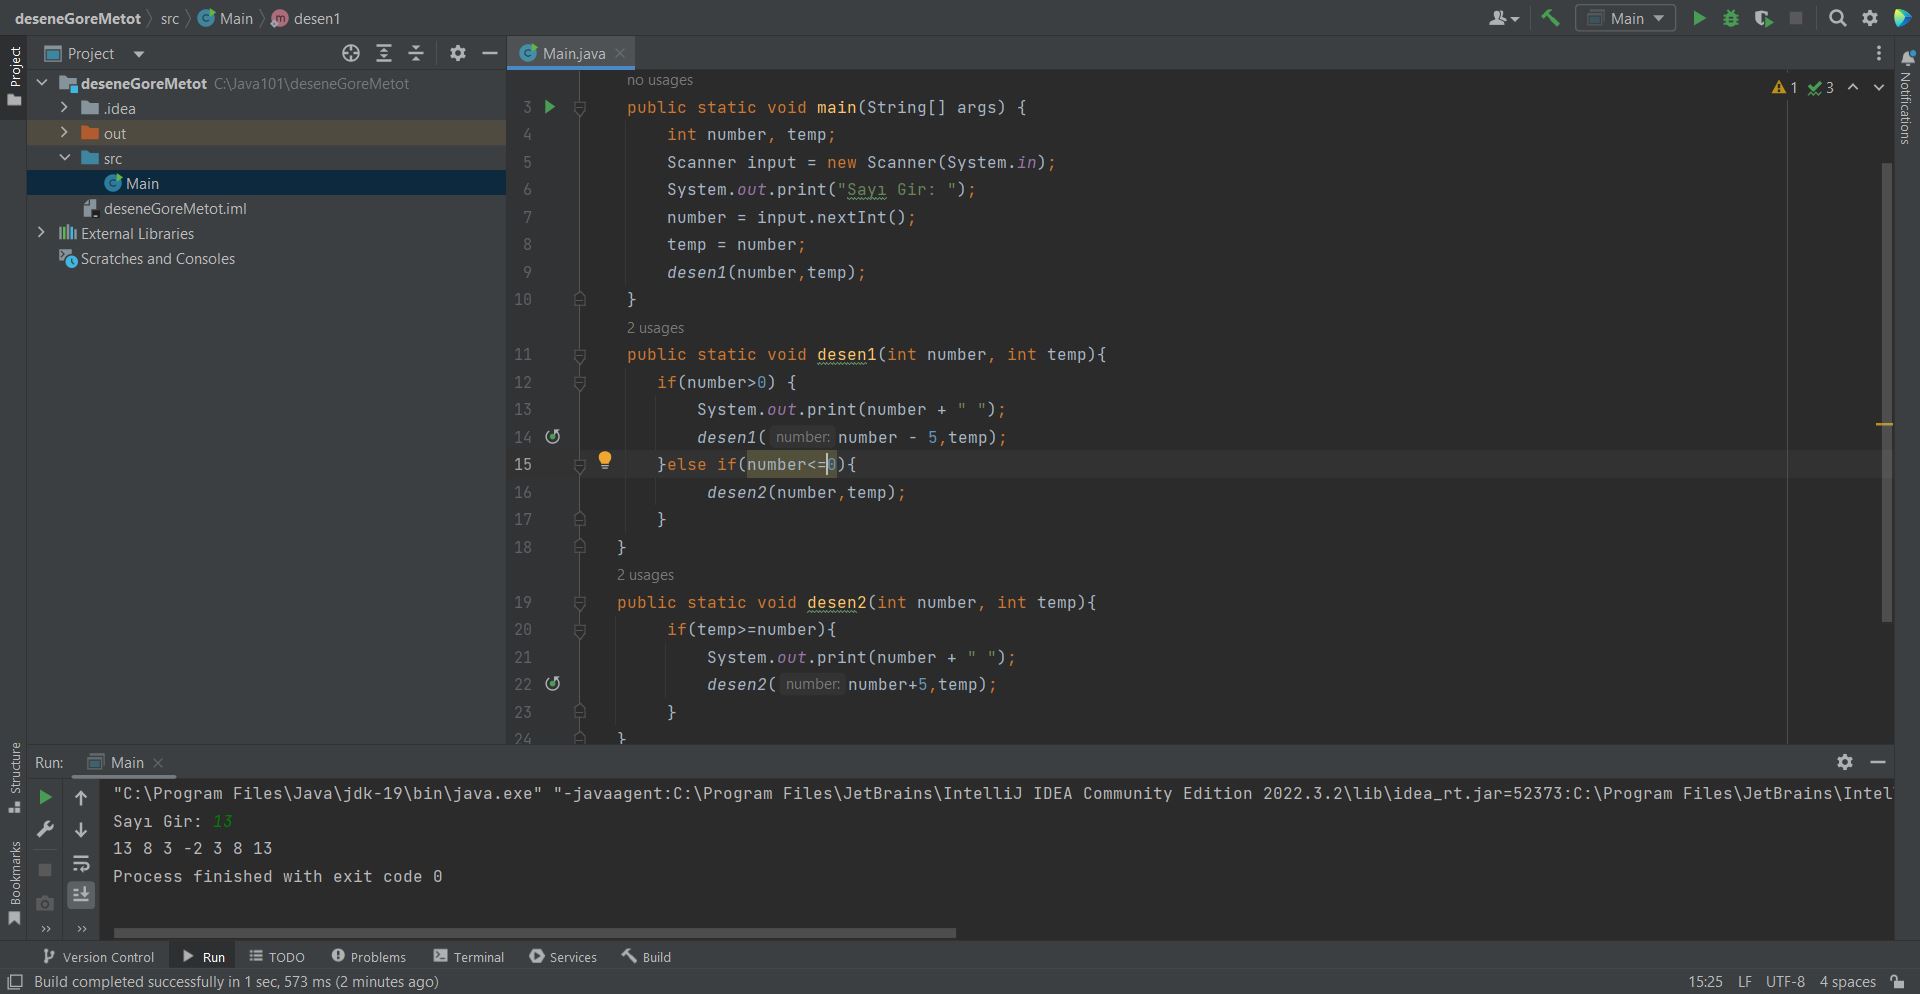 deseneGoreMetot src Main desen1
Main
Project
Main.java
Project
deseneGoreMetot C:\Java101\deseneGoreMetot
.idea
out
src
Main
deseneGoreMetot.iml
External Libraries
Scratches and Consoles
Structure
Bookmarks
Notifications
1 3
no usages
3 public static void main(String[] args) {
4 int number, temp;
5 Scanner input = new Scanner(System.in);
6 System.out.print("Sayı Gir: ");
7 number = input.nextInt();
8 temp = number;
9 desen1(number,temp);
10 }
2 usages
11 public static void desen1(int number, int temp){
12 if(number>0) {
13 System.out.print(number + " ");
14 desen1( number: number - 5,temp);
15 }else if(number<=0){
16 desen2(number,temp);
17 }
18 }
2 usages
19 public static void desen2(int number, int temp){
20 if(temp>=number){
21 System.out.print(number + " ");
22 desen2( number: number+5,temp);
23 }
24 }
Run: Main
"C:\Program Files\Java\jdk-19\bin\java.exe" "-javaagent:C:\Program Files\JetBrains\IntelliJ IDEA Community Edition 2022.3.2\lib\idea_rt.jar=52373:C:\Program Files\JetBrains\Intel
Sayı Gir: 13
13 8 3 -2 3 8 13
Process finished with exit code 0
Version Control Run TODO Problems Terminal Services Build
Build completed successfully in 1 sec, 573 ms (2 minutes ago)
15:25 LF UTF-8 4 spaces